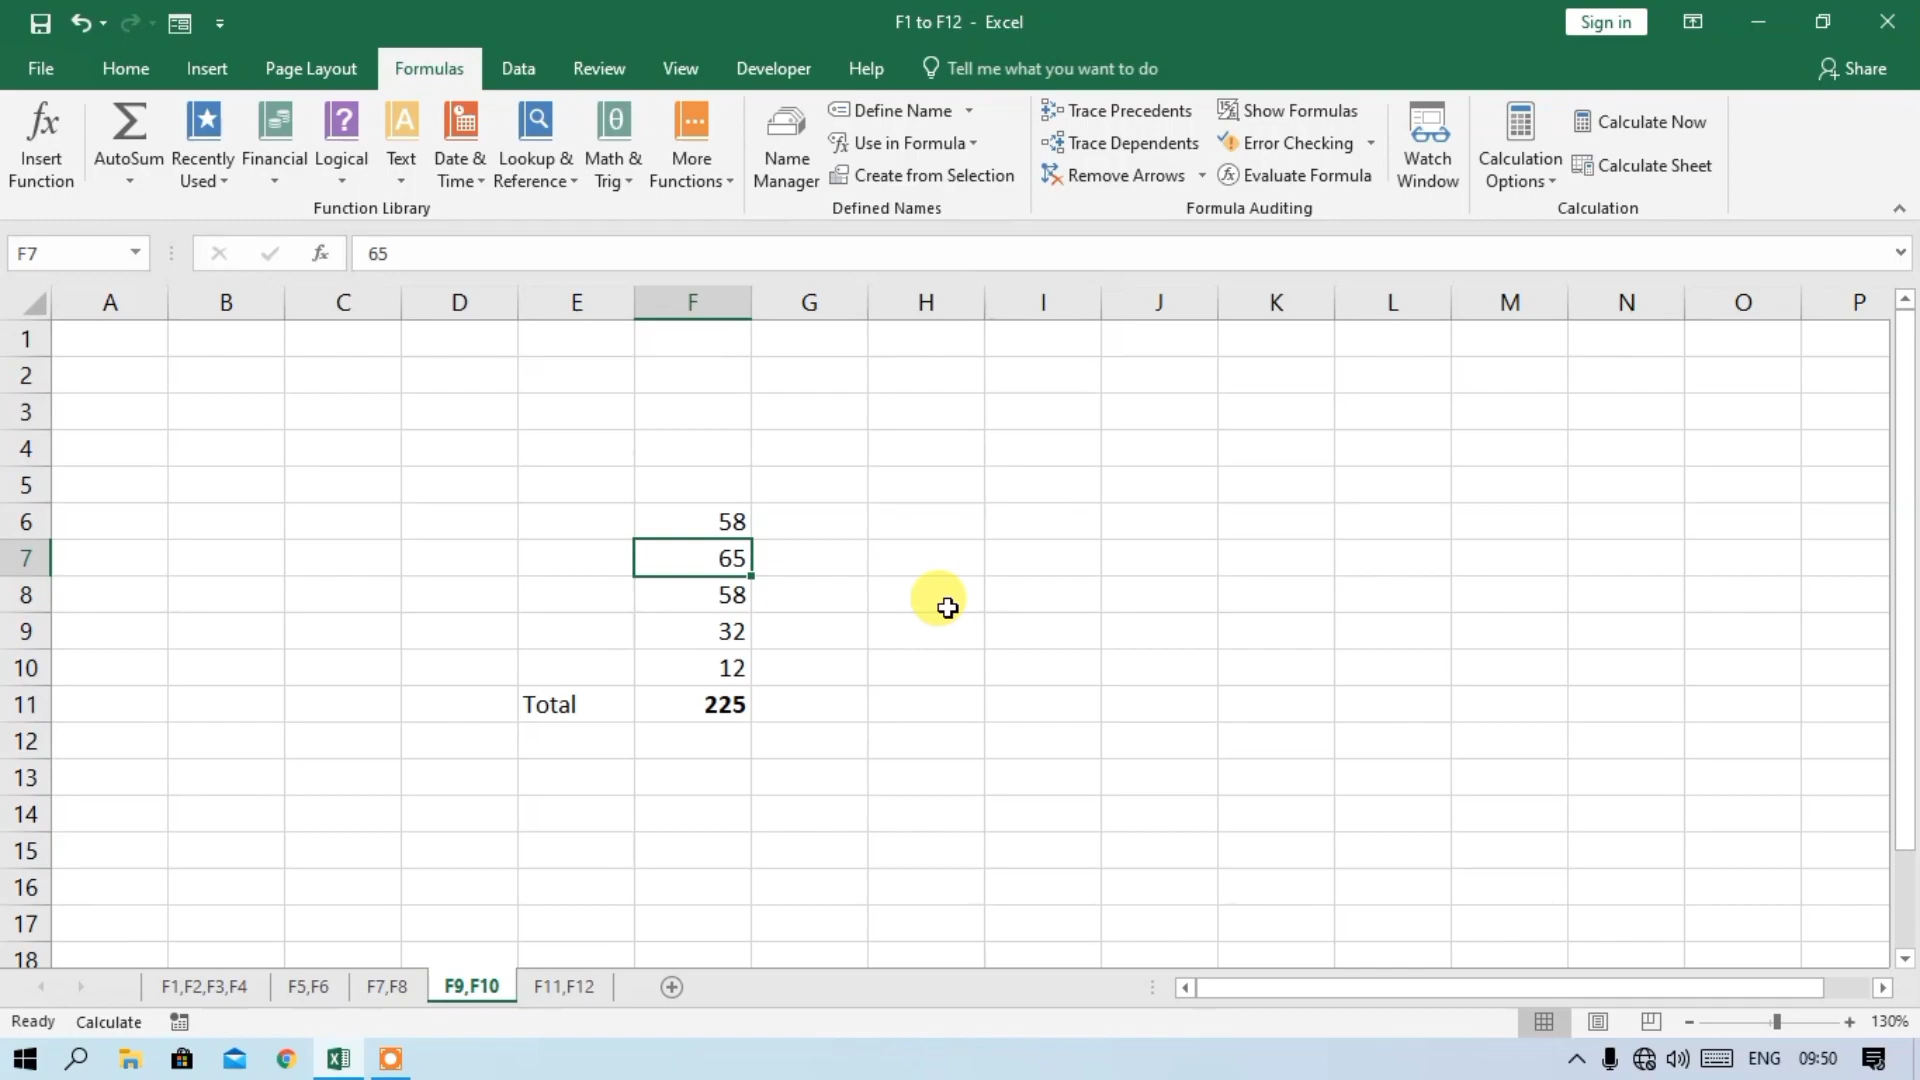 F1 to F12 - Excel
Sign in
File Home Insert Page Layout Formulas Data Review View Developer Help Tell me what you want to do Share
fx Insert Function
Σ AutoSum
Recently Used
Financial
Logical
A Text
Date & Time
Lookup & Reference
θ Math & Trig
More Functions
Function Library
Name Manager
Define Name
Use in Formula
Create from Selection
Defined Names
Trace Precedents
Trace Dependents
Remove Arrows
Show Formulas
Error Checking
Evaluate Formula
Formula Auditing
Watch Window
Calculation Options
Calculate Now
Calculate Sheet
Calculation
F7 fx 65
A B C D E F G H I J K L M N O P
1
2
3
4
5
6 58
7 65
8 58
9 32
10 12
11 Total 225
12
13
14
15
16
17
18
F1,F2,F3,F4 F5,F6 F7,F8 F9,F10 F11,F12
Ready Calculate 130%
ENG 09:50